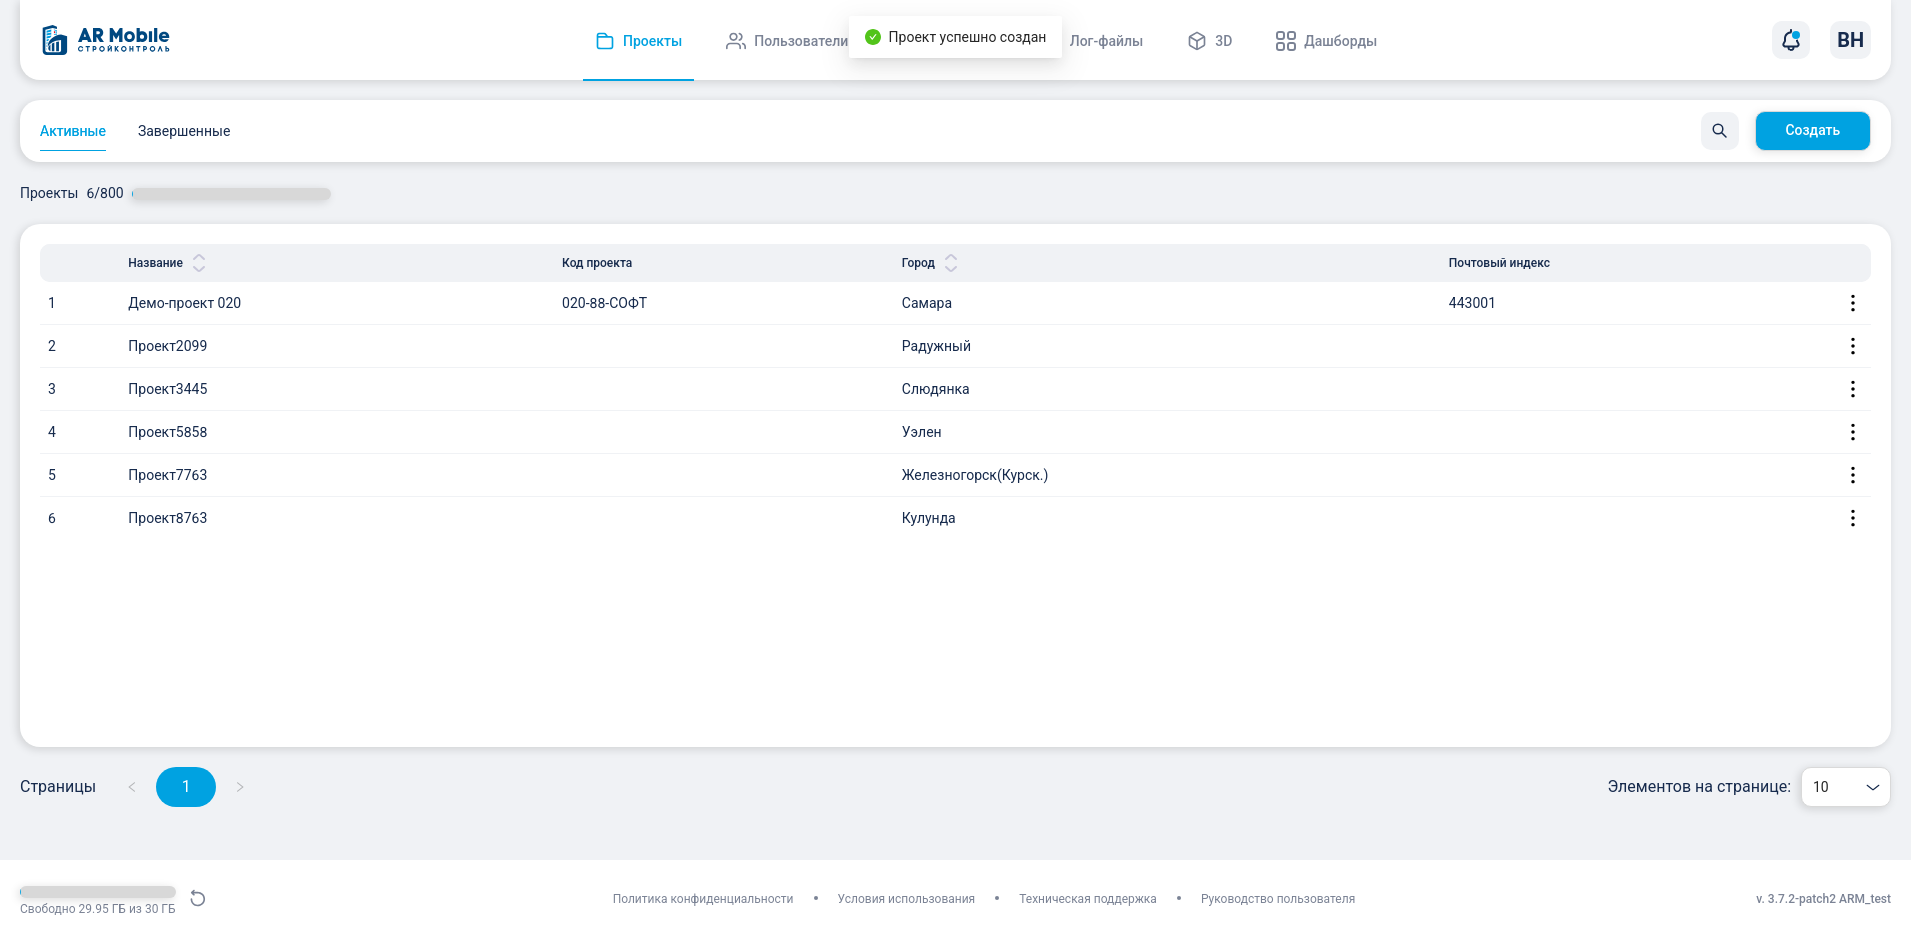 AR Mobile
СТРОЙКОНТРОЛЬ
Проекты
Пользователи
Проект успешно создан
Лог-файлы
3D
Дашборды
ВН
Активные
Завершенные
Создать
Проекты 6/800
Название Код проекта Город Почтовый индекс
1 Демо-проект 020 020-88-СОФТ Самара 443001
2 Проект2099 Радужный
3 Проект3445 Слюдянка
4 Проект5858 Уэлен
5 Проект7763 Железногорск(Курск.)
6 Проект8763 Кулунда
Страницы 1
Элементов на странице: 10
Свободно 29.95 ГБ из 30 ГБ
Политика конфиденциальности • Условия использования • Техническая поддержка • Руководство пользователя
v. 3.7.2-patch2 ARM_test